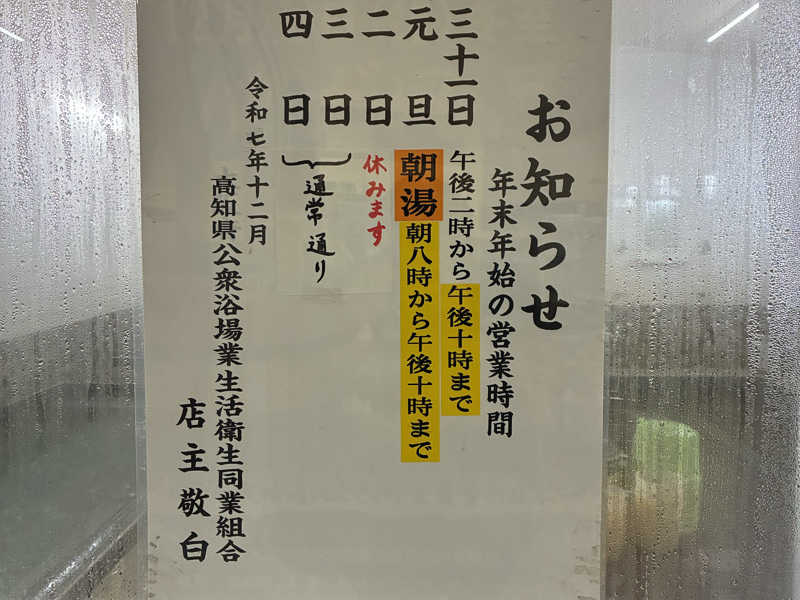 お知らせ
年末年始の営業時間
三十一日 午後二時から午後十時まで
元旦 朝湯 朝八時から午後十時まで
二日 休みます
三日
四日
通常通り
令和七年十二月
高知県公衆浴場業生活衛生同業組合
店主敬白